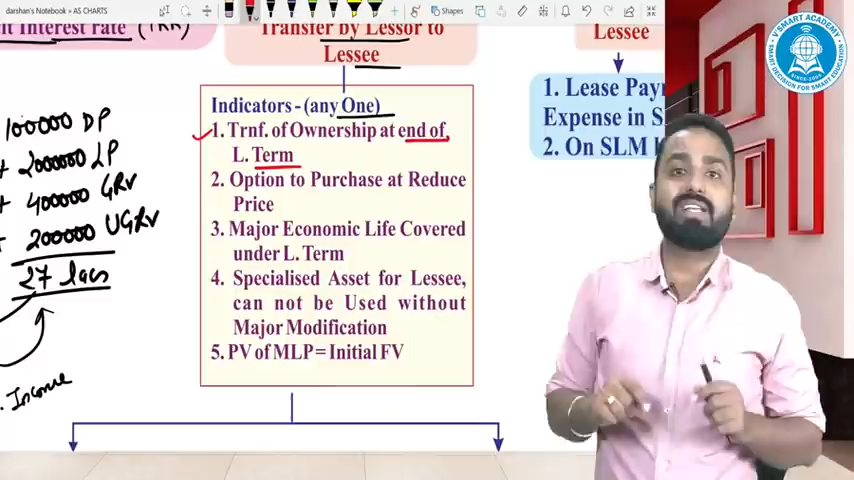 darshan's Notebook » AS CHARTS
Shapes
t Interest rate (IRR)
Transfer by Lessor to
Lessee
Lessee
Indicators - (any One)
1. Trnf. of Ownership at end of
L. Term
2. Option to Purchase at Reduce
Price
3. Major Economic Life Covered
under L. Term
4. Specialised Asset for Lessee,
can not be Used without
Major Modification
5. PV of MLP = Initial FV
1. Lease Pay
Expense in S
2. On SLM
100000 DP
+ 2000000 LP
+ 400000 GRV
+ 200000 UGRV
27 lacs
. Income
V SMART ACADEMY
SINCE-2005
SMART DECISION FOR SMART EDUCATION